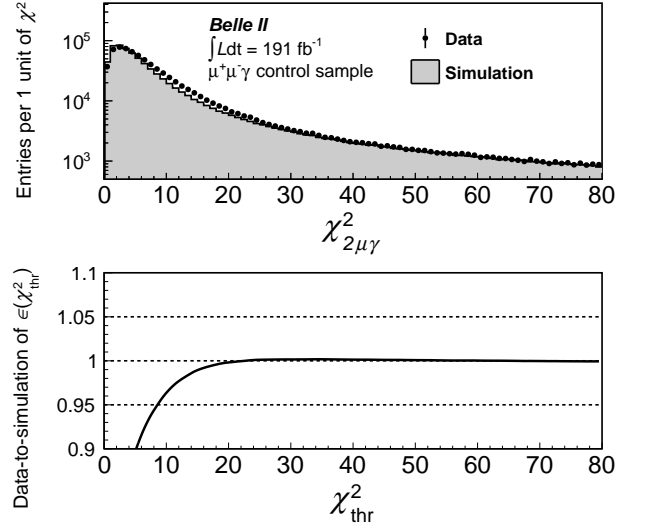 Entries per 1 unit of χ²
10⁵
10⁴
10³
Belle II
∫Ldt = 191 fb⁻¹
μ⁺μ⁻γ control sample
Data
Simulation
0 10 20 30 40 50 60 70 80
χ²₂μγ
Data-to-simulation of ϵ(χ²thr)
1.1
1.05
1
0.95
0.9
0 10 20 30 40 50 60 70 80
χ²thr